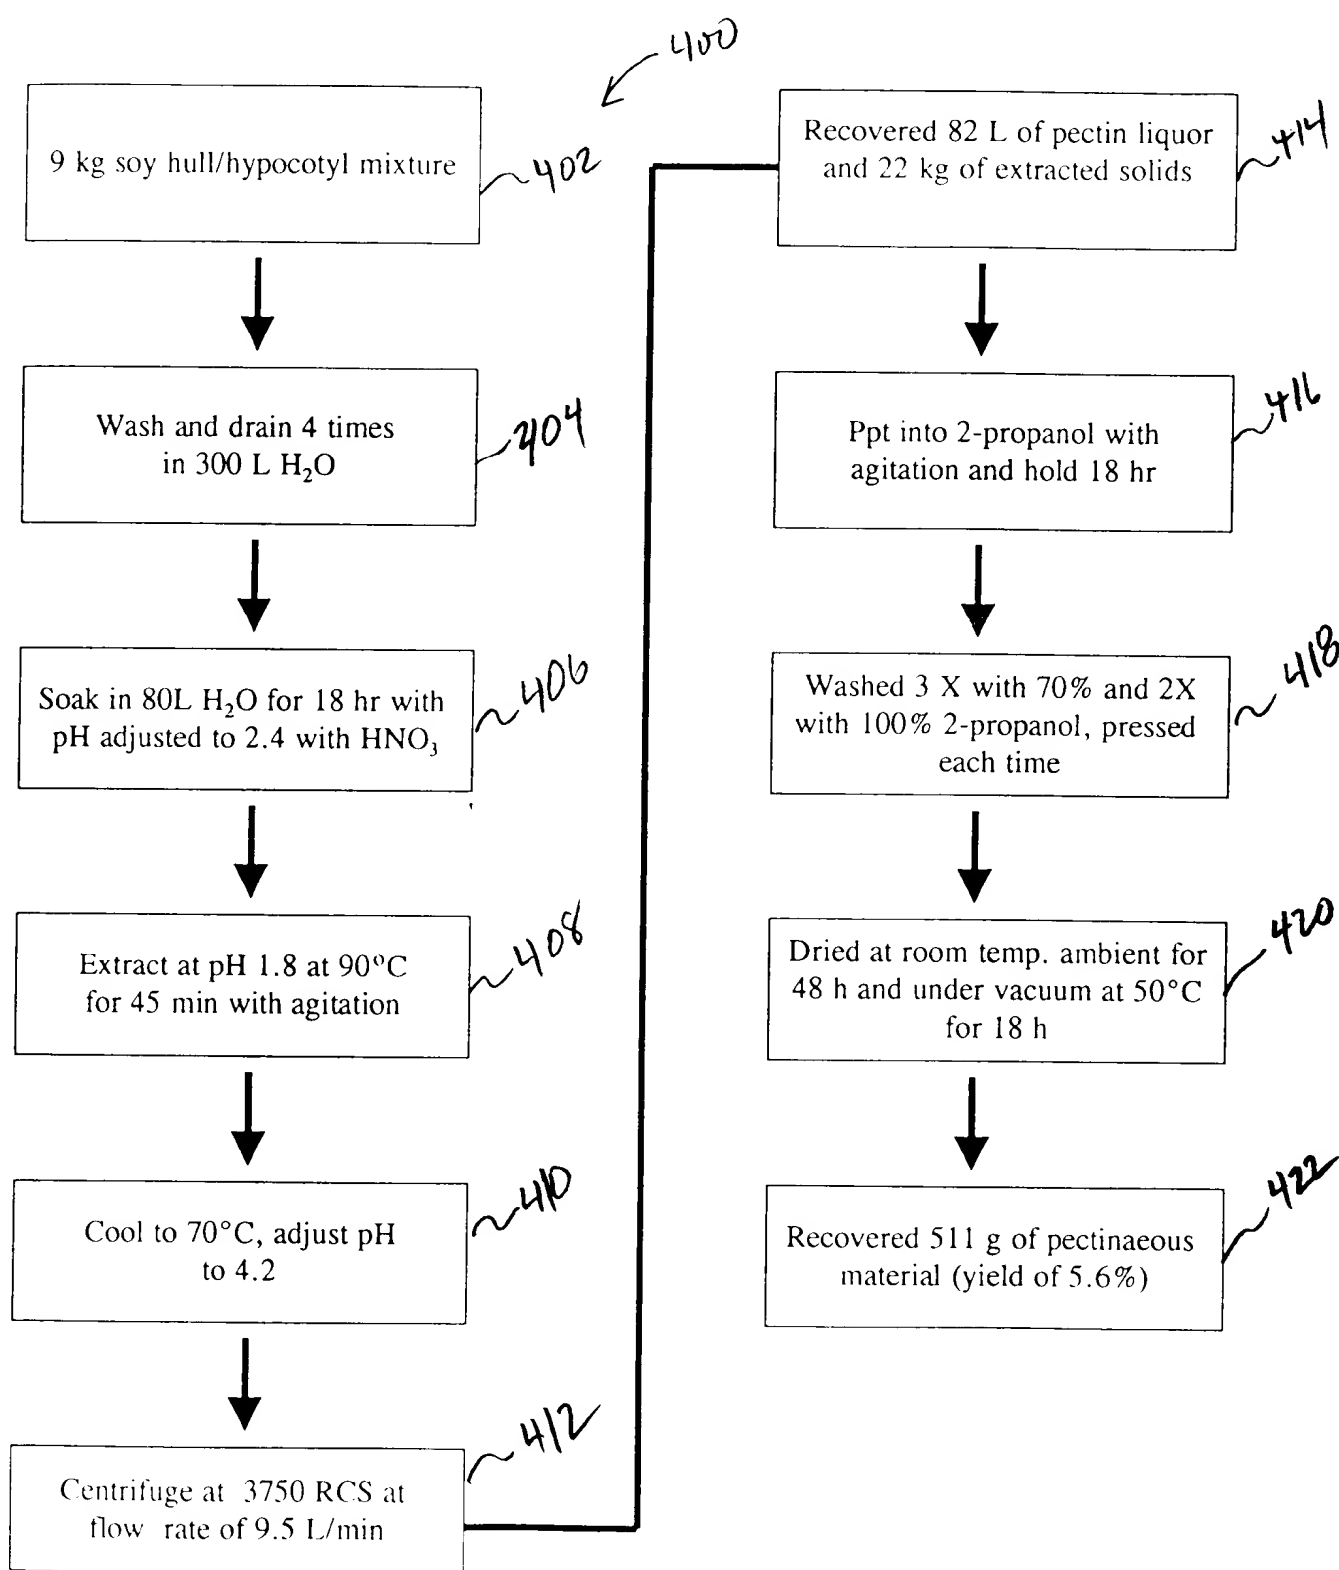 400
9 kg soy hull/hypocotyl mixture
402
Wash and drain 4 times
in 300 L H₂O
404
Soak in 80L H₂O for 18 hr with
pH adjusted to 2.4 with HNO₃
406
Extract at pH 1.8 at 90°C
for 45 min with agitation
408
Cool to 70°C, adjust pH
to 4.2
410
Centrifuge at 3750 RCS at
flow rate of 9.5 L/min
412
Recovered 82 L of pectin liquor
and 22 kg of extracted solids
414
Ppt into 2-propanol with
agitation and hold 18 hr
416
Washed 3 X with 70% and 2X
with 100% 2-propanol, pressed
each time
418
Dried at room temp. ambient for
48 h and under vacuum at 50°C
for 18 h
420
Recovered 511 g of pectinaeous
material (yield of 5.6%)
422